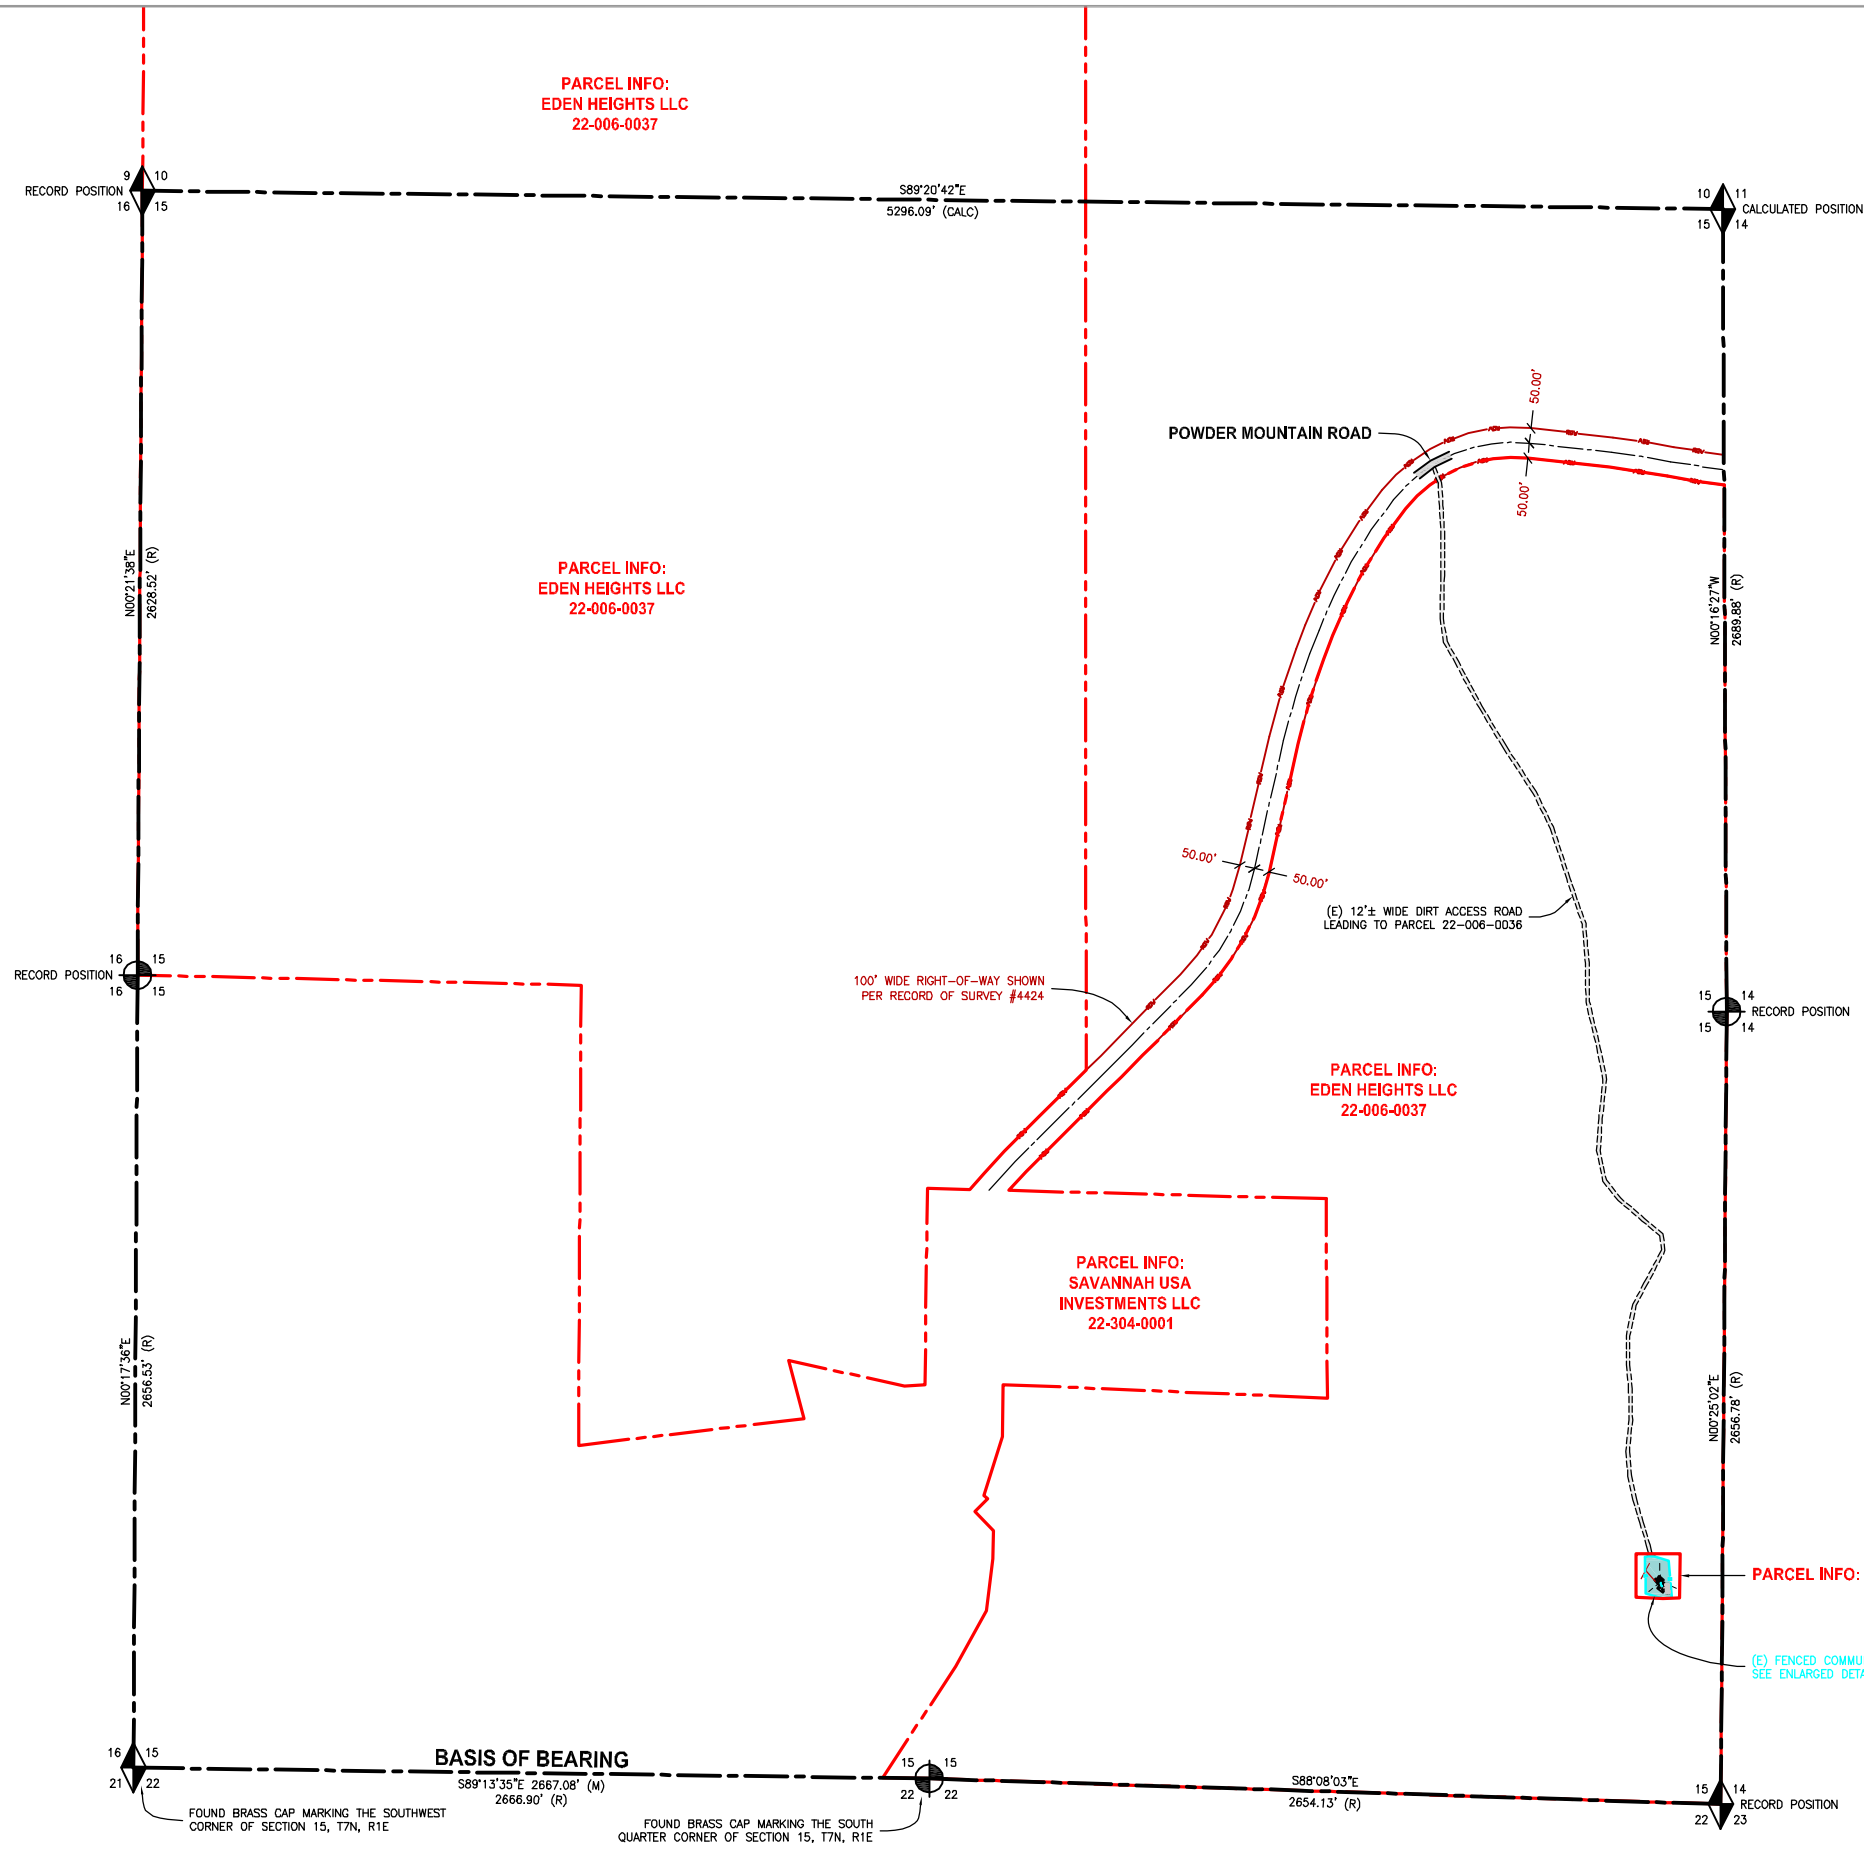 PARCEL INFO:
EDEN HEIGHTS LLC
22-006-0037
9 10
RECORD POSITION
16 15
S89°20'42"E
5296.09' (CALC)
10 11
CALCULATED POSITION
15 14
50.00'
POWDER MOUNTAIN ROAD
50.00'
N00°21'38"E
2628.52' (R)
PARCEL INFO:
EDEN HEIGHTS LLC
22-006-0037
N00°16'27"W
2689.88' (R)
50.00'
50.00'
(E) 12'± WIDE DIRT ACCESS ROAD
LEADING TO PARCEL 22-006-0036
16 15
RECORD POSITION
16 15
100' WIDE RIGHT-OF-WAY SHOWN
PER RECORD OF SURVEY #4424
15 14
RECORD POSITION
15 14
PARCEL INFO:
EDEN HEIGHTS LLC
22-006-0037
PARCEL INFO:
SAVANNAH USA
INVESTMENTS LLC
22-304-0001
N00°17'36"E
2656.53' (R)
N00°25'02"E
2656.78' (R)
PARCEL INFO:
(E) FENCED COMMU
SEE ENLARGED DETA
16 15
21 22
BASIS OF BEARING
S89°13'35"E 2667.08' (M)
2666.90' (R)
15 15
22 22
S88°08'03"E
2654.13' (R)
15 14
RECORD POSITION
22 23
FOUND BRASS CAP MARKING THE SOUTHWEST
CORNER OF SECTION 15, T7N, R1E
FOUND BRASS CAP MARKING THE SOUTH
QUARTER CORNER OF SECTION 15, T7N, R1E